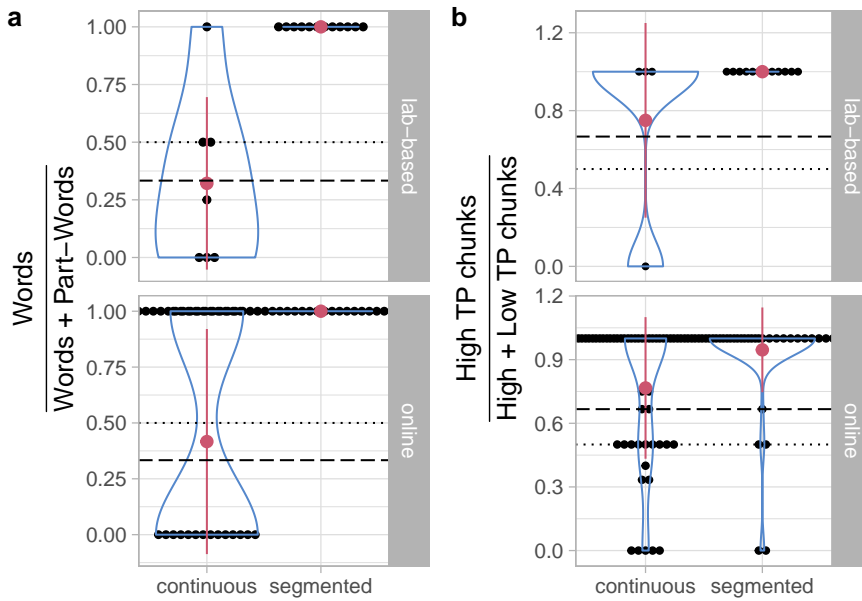 a
Words
Words + Part−Words
1.00
0.75
0.50
0.25
0.00
lab−based
1.00
0.75
0.50
0.25
0.00
online
continuous
segmented
b
High TP chunks
High + Low TP chunks
1.2
0.8
0.4
0.0
lab−based
1.2
0.9
0.6
0.3
0.0
online
continuous
segmented